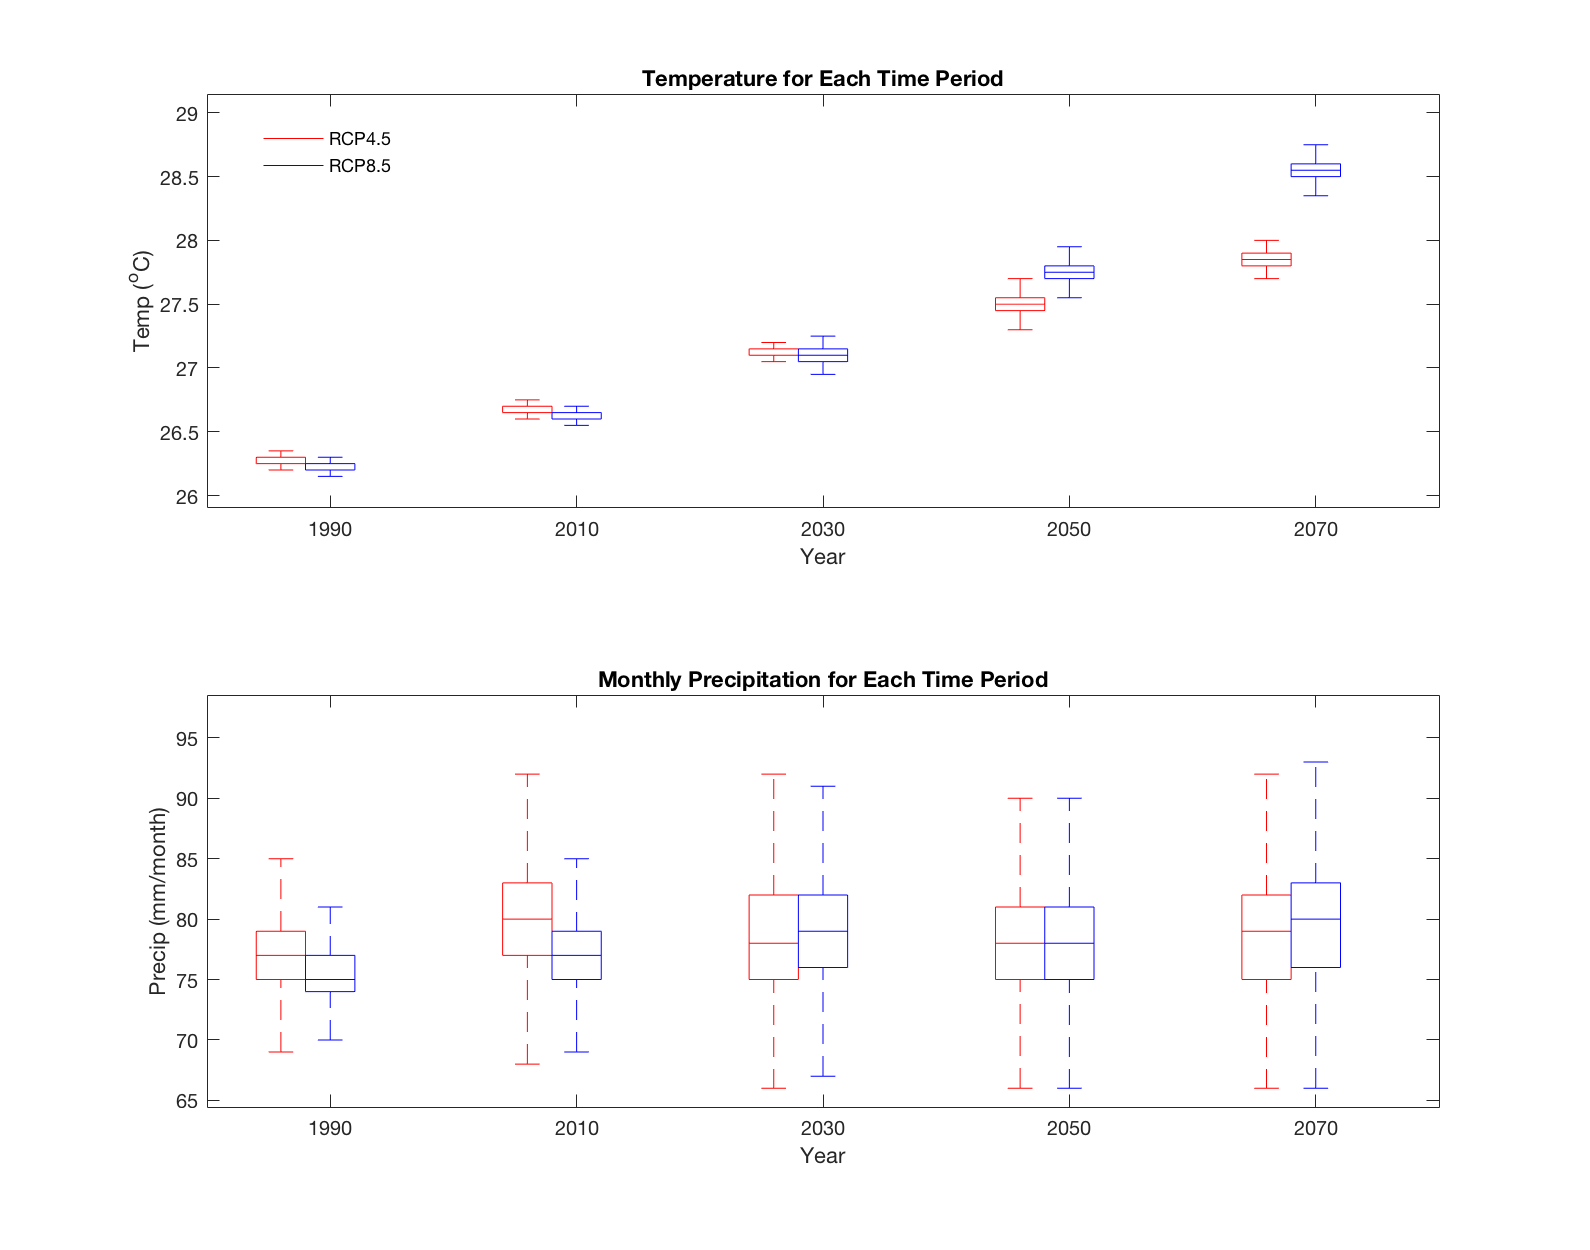 Temperature for Each Time Period
29
28.5
28
27.5
27
26.5
26
Temp (°C)
RCP4.5
RCP8.5
1990 2010 2030 2050 2070
Year
Monthly Precipitation for Each Time Period
95
90
85
80
75
70
65
Precip (mm/month)
1990 2010 2030 2050 2070
Year